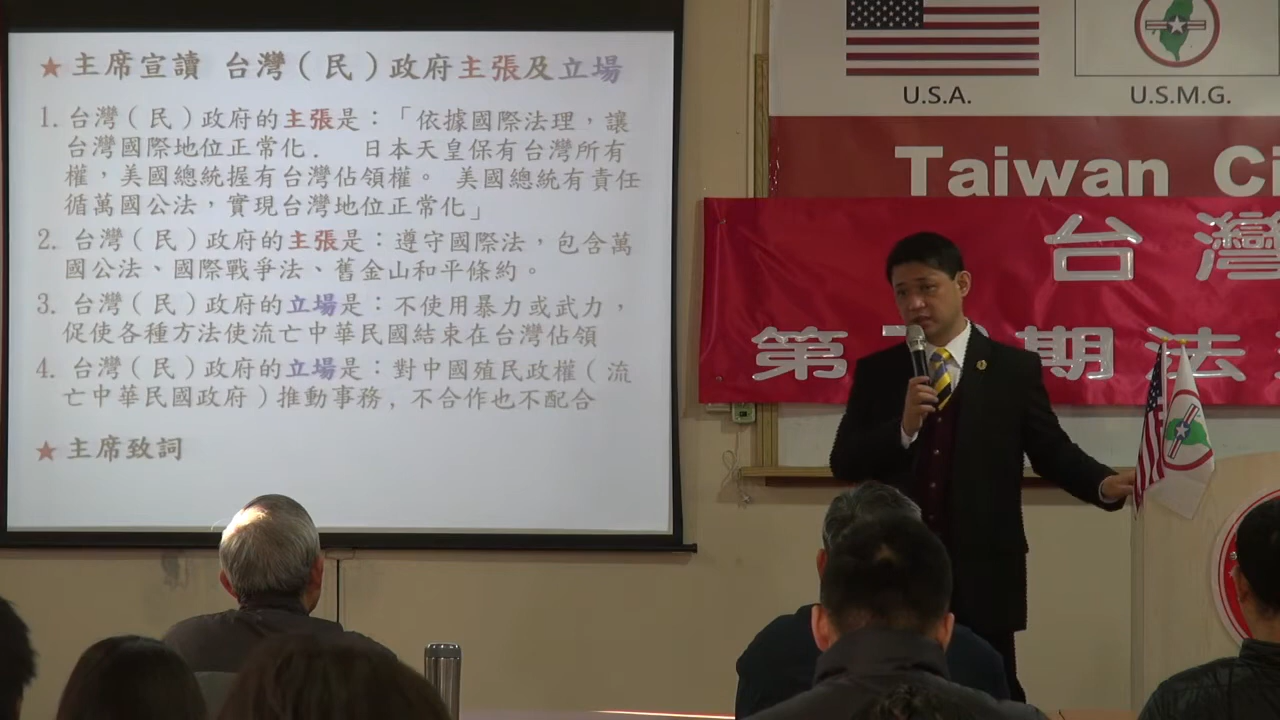 ★ 主席宣讀 台灣（民）政府主張及立場
1. 台灣（民）政府的主張是：「依據國際法理，讓
台灣國際地位正常化． 日本天皇保有台灣所有
權，美國總統握有台灣佔領權。 美國總統有責任
循萬國公法，實現台灣地位正常化」
2. 台灣（民）政府的主張是：遵守國際法，包含萬
國公法、國際戰爭法、舊金山和平條約。
3. 台灣（民）政府的立場是：不使用暴力或武力，
促使各種方法使流亡中華民國結束在台灣佔領
4. 台灣（民）政府的立場是：對中國殖民政權（流
亡中華民國政府）推動事務，不合作也不配合
★ 主席致詞
U.S.A.
U.S.M.G.
Taiwan Ci
台灣
第 期法